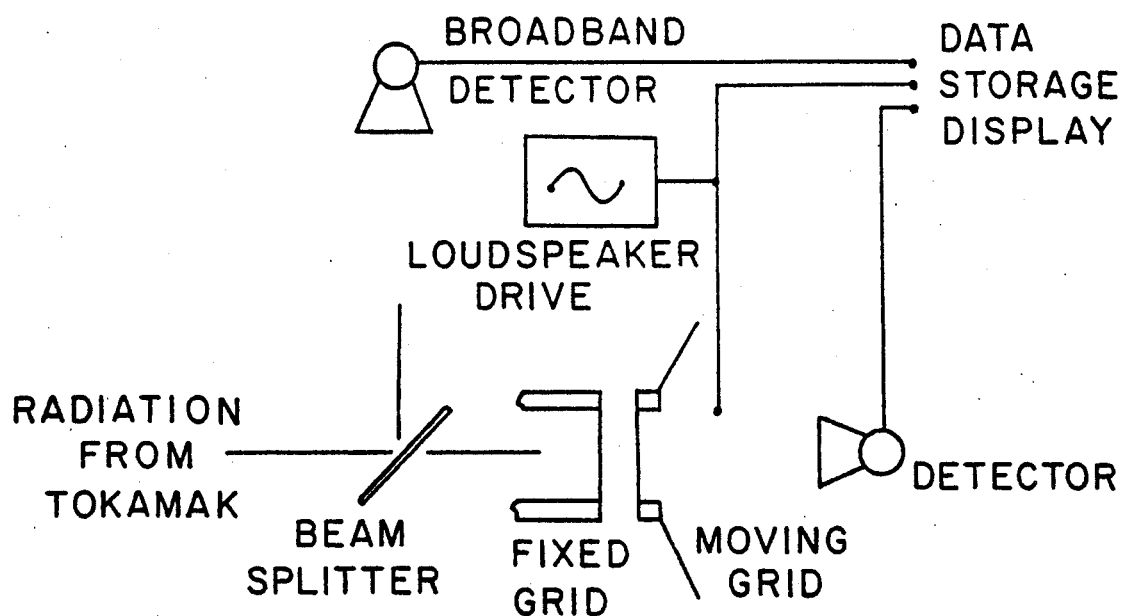 BROADBAND
DETECTOR
DATA
STORAGE
DISPLAY
LOUDSPEAKER
DRIVE
RADIATION
FROM
TOKAMAK
BEAM
SPLITTER
FIXED
GRID
MOVING
GRID
DETECTOR